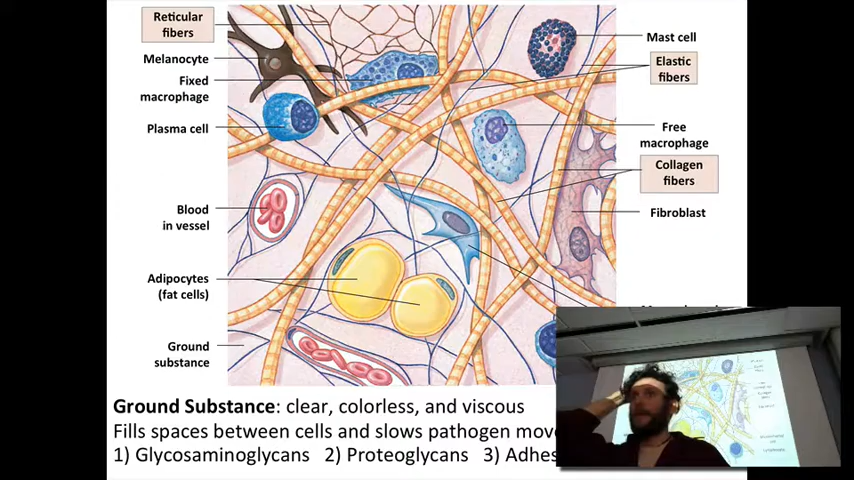 Reticular
fibers
Melanocyte
Fixed
macrophage
Plasma cell
Blood
in vessel
Adipocytes
(fat cells)
Ground
substance
Mast cell
Elastic
fibers
Free
macrophage
Collagen
fibers
Fibroblast
Ground Substance: clear, colorless, and viscous
Fills spaces between cells and slows pathogen
1) Glycosaminoglycans 2) Proteoglycans 3)